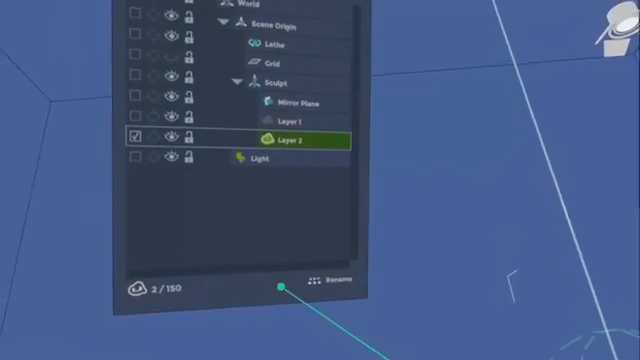 World
Scene Origin
Lathe
Grid
Sculpt
Mirror Plane
Layer 1
Layer 2
Light
2 / 150
Rename